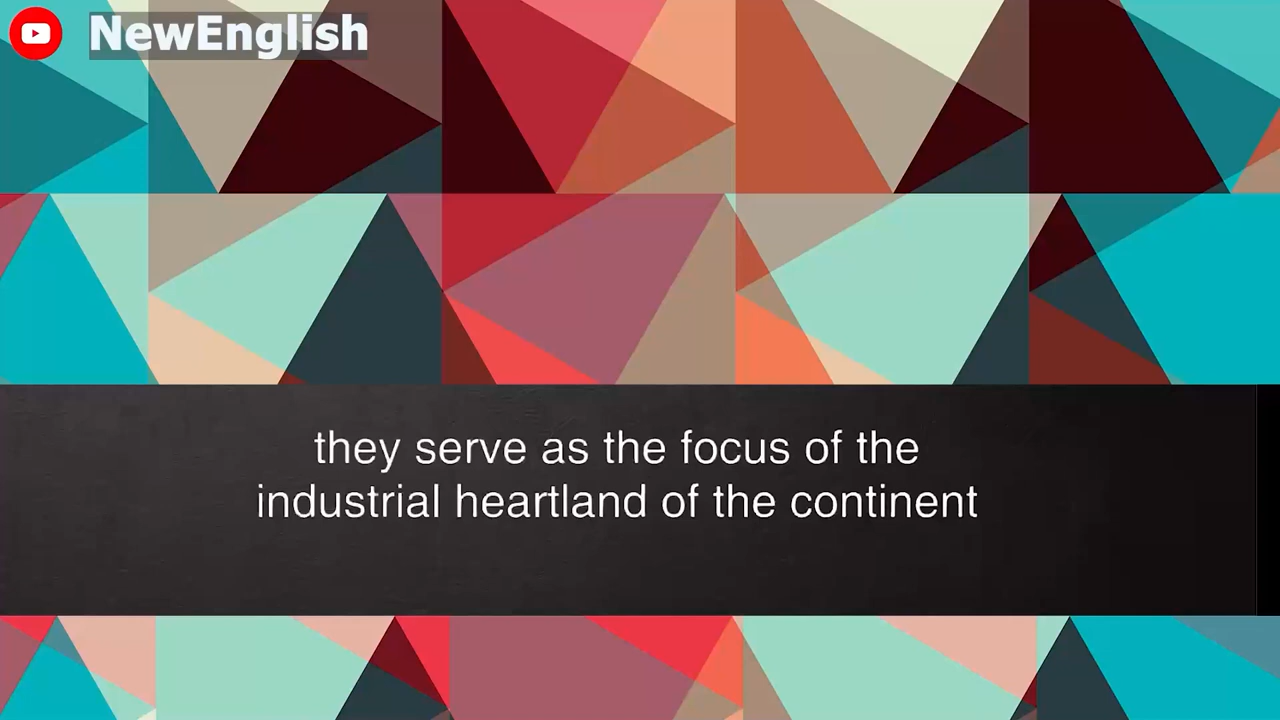 NewEnglish
they serve as the focus of the
industrial heartland of the continent